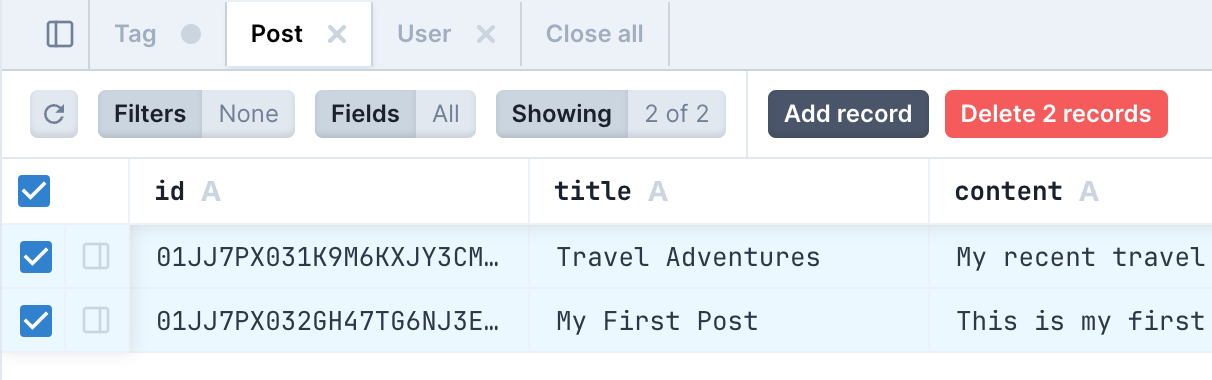 Tag Post User Close all
Filters None Fields All Showing 2 of 2 Add record Delete 2 records
id A title A content A
01JJ7PX031K9M6KXJY3CM… Travel Adventures My recent travel
01JJ7PX032GH47TG6NJ3E… My First Post This is my first